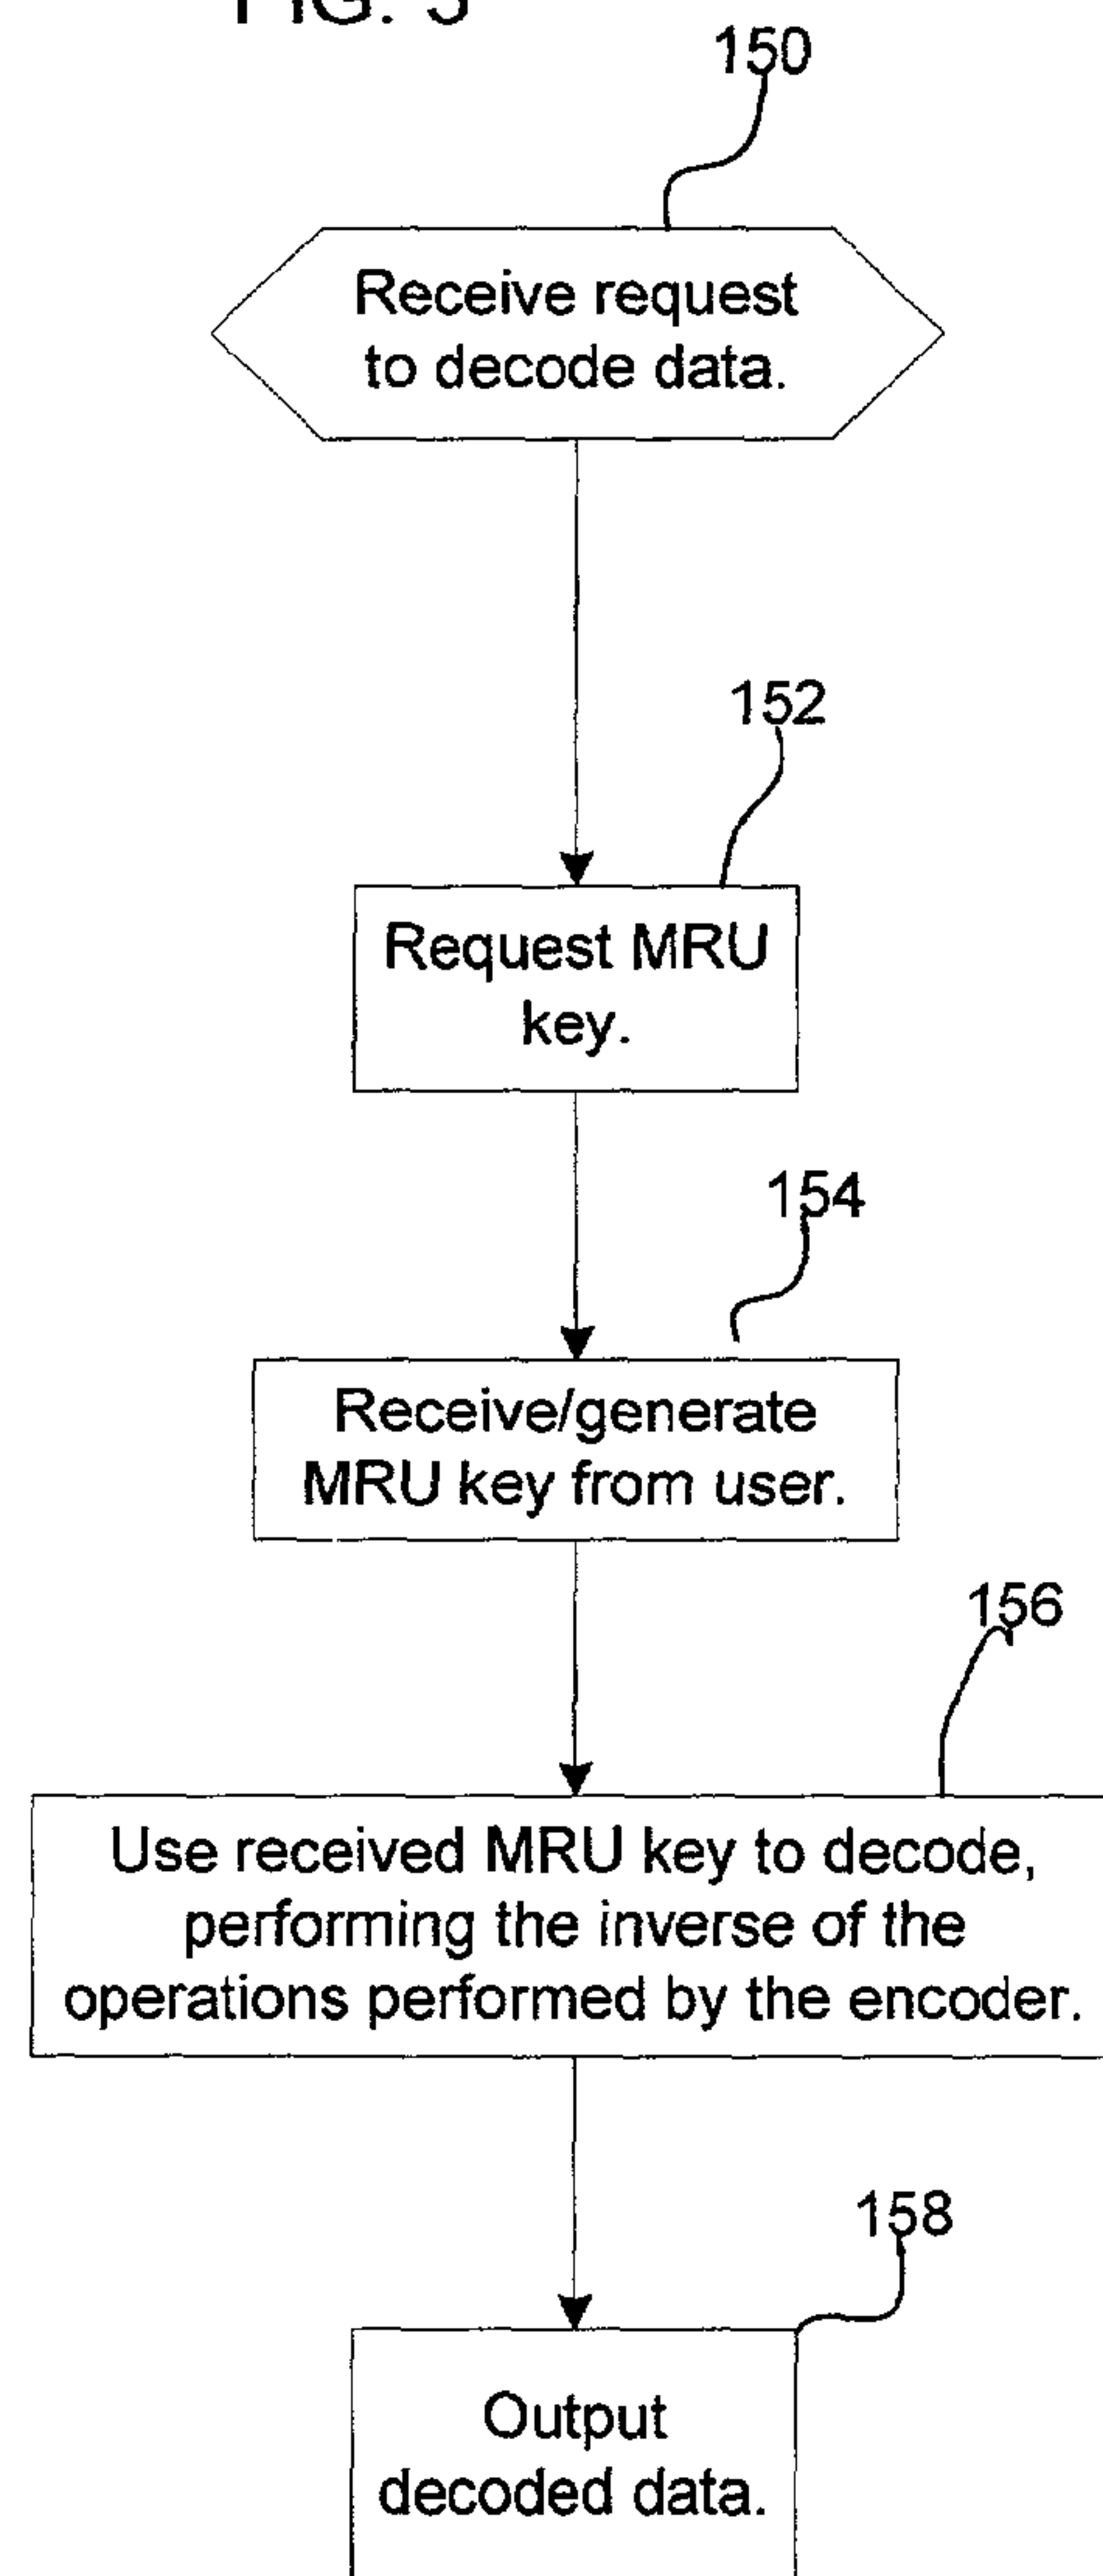 FIG. 5
150
Receive request
to decode data.
152
Request MRU
key.
154
Receive/generate
MRU key from user.
156
Use received MRU key to decode,
performing the inverse of the
operations performed by the encoder.
158
Output
decoded data.